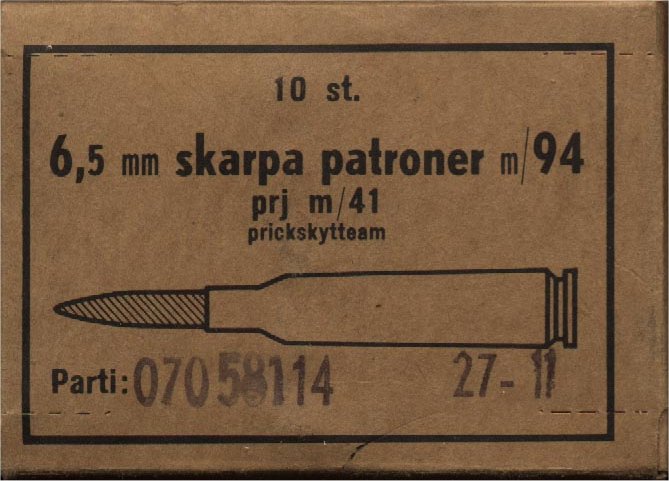 10 st.
6,5 mm skarpa patroner m/94
prj m/41
prickskytteam
Parti: 07058114 27-11